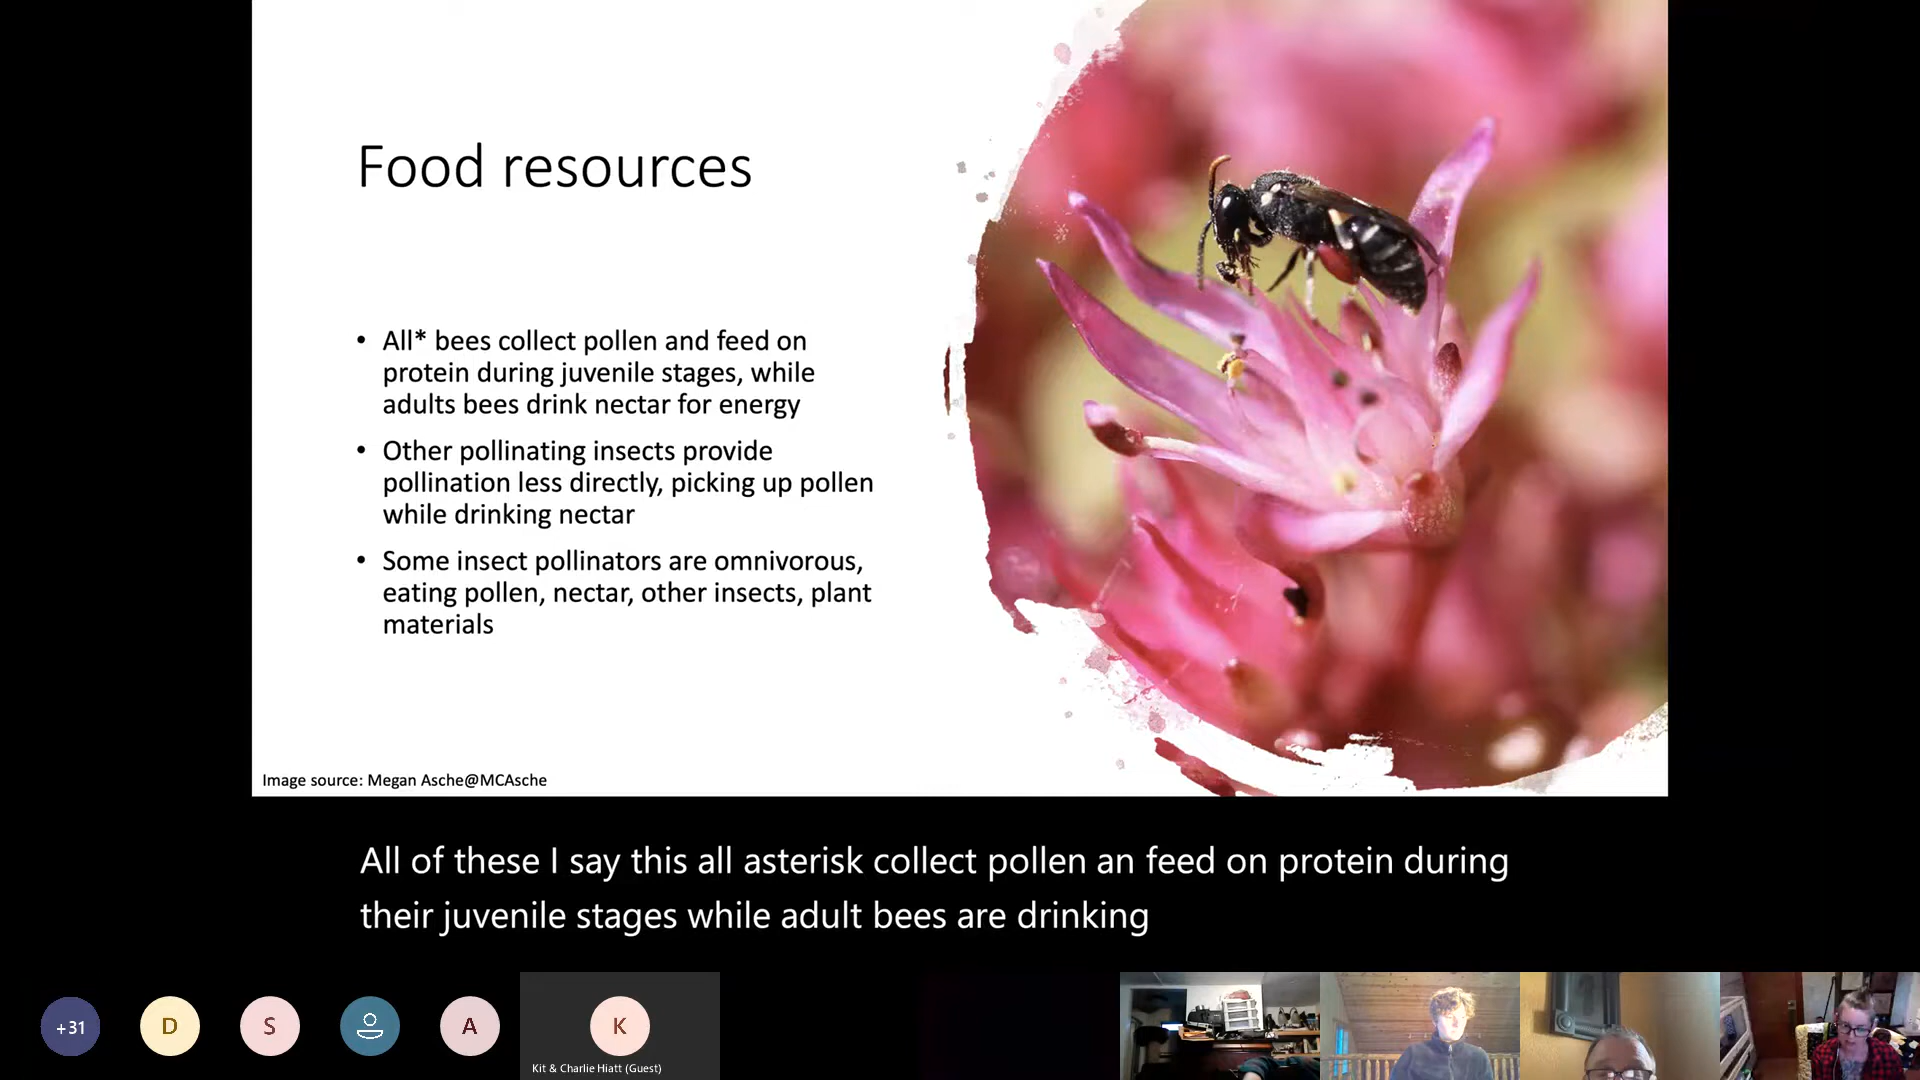 Food resources
• All* bees collect pollen and feed on
protein during juvenile stages, while
adults bees drink nectar for energy
• Other pollinating insects provide
pollination less directly, picking up pollen
while drinking nectar
• Some insect pollinators are omnivorous,
eating pollen, nectar, other insects, plant
materials
Image source: Megan Asche@MCAsche
All of these I say this all asterisk collect pollen an feed on protein during
their juvenile stages while adult bees are drinking
+31
D
S
A
K
Kit & Charlie Hiatt (Guest)